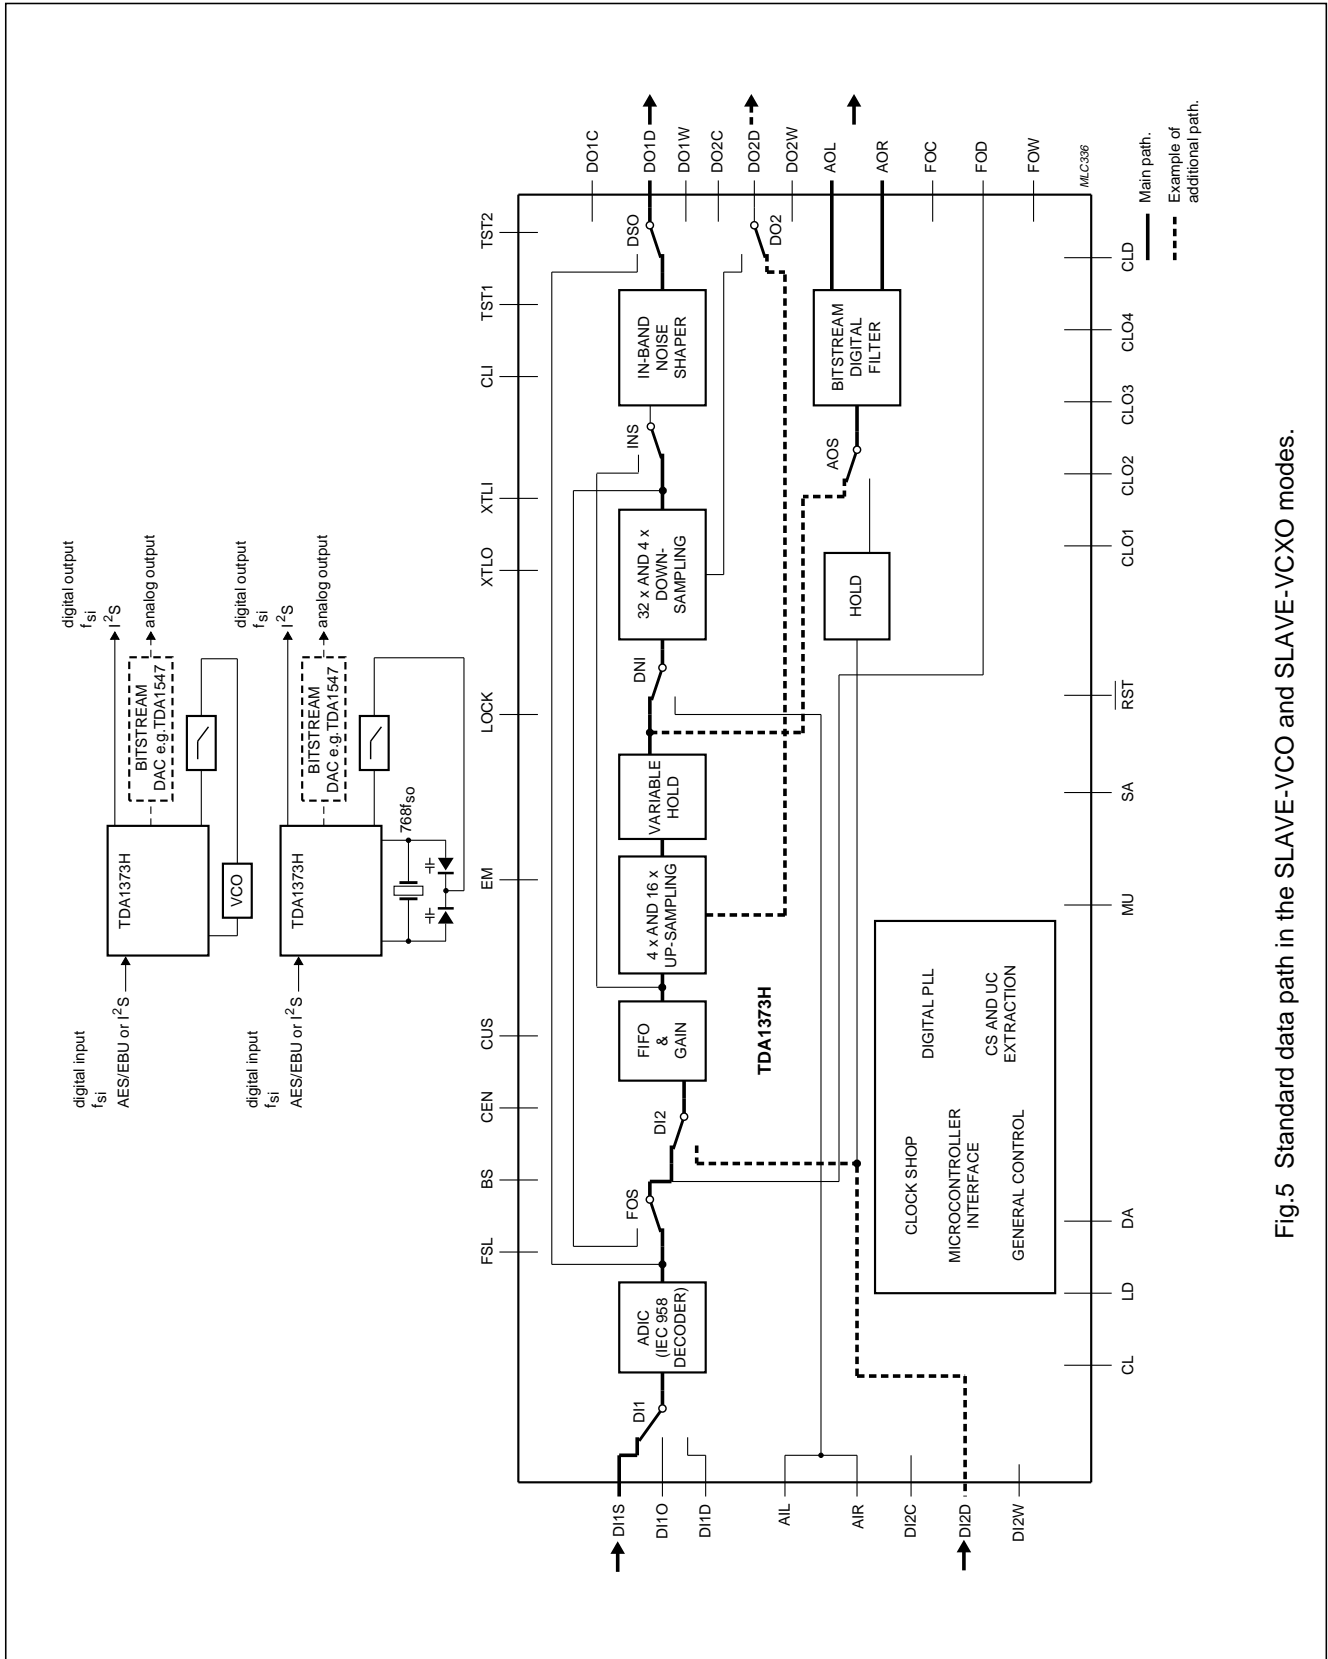 digital input
fsi
AES/EBU or I2S
TDA1373H
VCO
BITSTREAM
DAC e.g.TDA1547
digital output
fsi
I2S
analog output
digital input
fsi
AES/EBU or I2S
TDA1373H
768fso
BITSTREAM
DAC e.g.TDA1547
digital output
fsi
I2S
analog output
FSL
BS
CEN
CUS
EM
LOCK
XTLO
XTLI
CLI
TST1
TST2
DI1S
DI1O
DI1D
AIL
AIR
DI2C
DI2D
DI2W
DI1
ADIC
(IEC 958
DECODER)
FOS
DI2
FIFO
&
GAIN
4 x AND 16 x
UP-SAMPLING
VARIABLE
HOLD
DNI
32 x AND 4 x
DOWN-
SAMPLING
INS
IN-BAND
NOISE
SHAPER
DSO
DO2
TDA1373H
HOLD
AOS
BITSTREAM
DIGITAL
FILTER
CLOCK SHOP
DIGITAL PLL
MICROCONTROLLER
INTERFACE
CS AND UC
EXTRACTION
GENERAL CONTROL
DO1C
DO1D
DO1W
DO2C
DO2D
DO2W
AOL
AOR
FOC
FOD
FOW
CL
LD
DA
MU
SA
RST
CLO1
CLO2
CLO3
CLO4
CLD
MLC336
Main path.
Example of
additional path.
Fig.5 Standard data path in the SLAVE-VCO and SLAVE-VCXO modes.